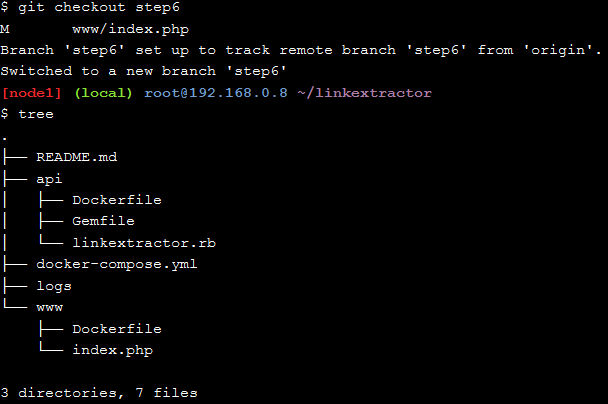 $ git checkout step6
M       www/index.php
Branch 'step6' set up to track remote branch 'step6' from 'origin'.
Switched to a new branch 'step6'
[node1] (local) root@192.168.0.8 ~/linkextractor
$ tree
.
├── README.md
├── api
│   ├── Dockerfile
│   ├── Gemfile
│   └── linkextractor.rb
├── docker-compose.yml
├── logs
└── www
    ├── Dockerfile
    └── index.php
3 directories, 7 files